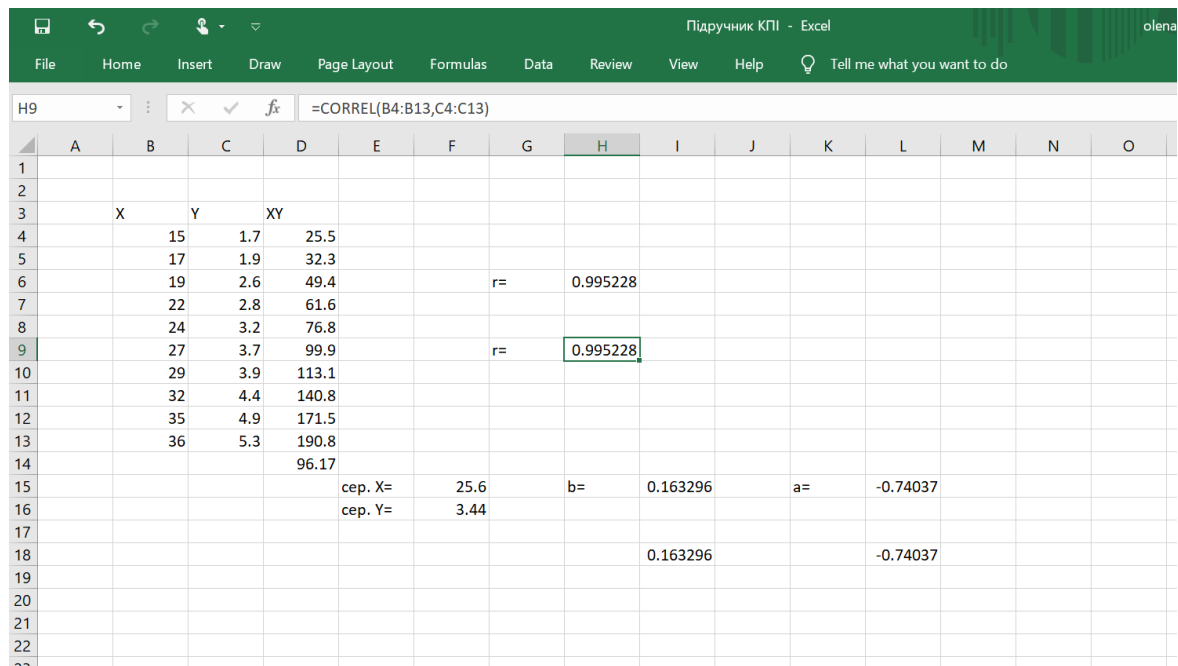 Підручник КПІ - Excel
olena
File Home Insert Draw Page Layout Formulas Data Review View Help Tell me what you want to do
H9 fx =CORREL(B4:B13,C4:C13)
A B C D E F G H I J K L M N O
1
2
3 X Y XY
4 15 1.7 25.5
5 17 1.9 32.3
6 19 2.6 49.4 r= 0.995228
7 22 2.8 61.6
8 24 3.2 76.8
9 27 3.7 99.9 r= 0.995228
10 29 3.9 113.1
11 32 4.4 140.8
12 35 4.9 171.5
13 36 5.3 190.8
14 96.17
15 сер. X= 25.6 b= 0.163296 a= -0.74037
16 сер. Y= 3.44
17
18 0.163296 -0.74037
19
20
21
22